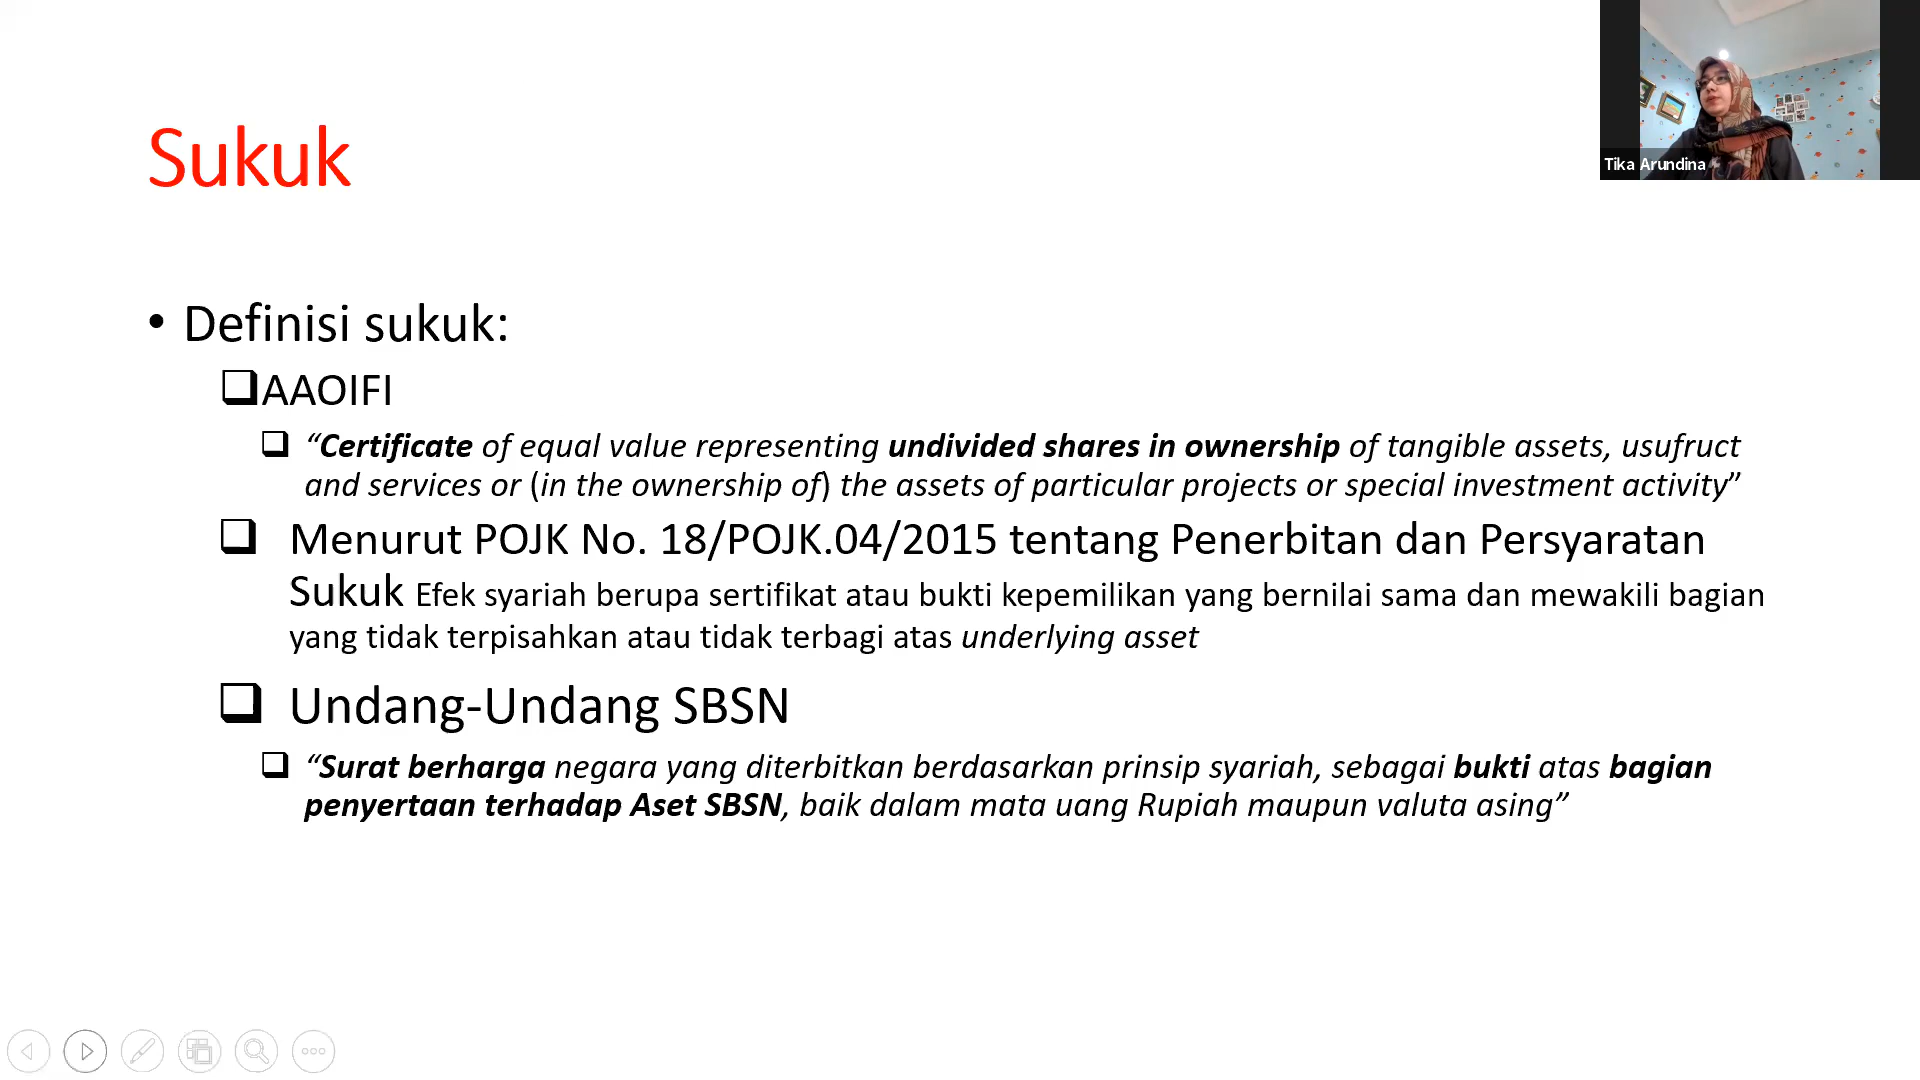 Sukuk
Tika Arundina
• Definisi sukuk:
❑AAOIFI
❑ “Certificate of equal value representing undivided shares in ownership of tangible assets, usufruct
and services or (in the ownership of) the assets of particular projects or special investment activity”
❑ Menurut POJK No. 18/POJK.04/2015 tentang Penerbitan dan Persyaratan
Sukuk Efek syariah berupa sertifikat atau bukti kepemilikan yang bernilai sama dan mewakili bagian
yang tidak terpisahkan atau tidak terbagi atas underlying asset
❑ Undang-Undang SBSN
❑ “Surat berharga negara yang diterbitkan berdasarkan prinsip syariah, sebagai bukti atas bagian
penyertaan terhadap Aset SBSN, baik dalam mata uang Rupiah maupun valuta asing”